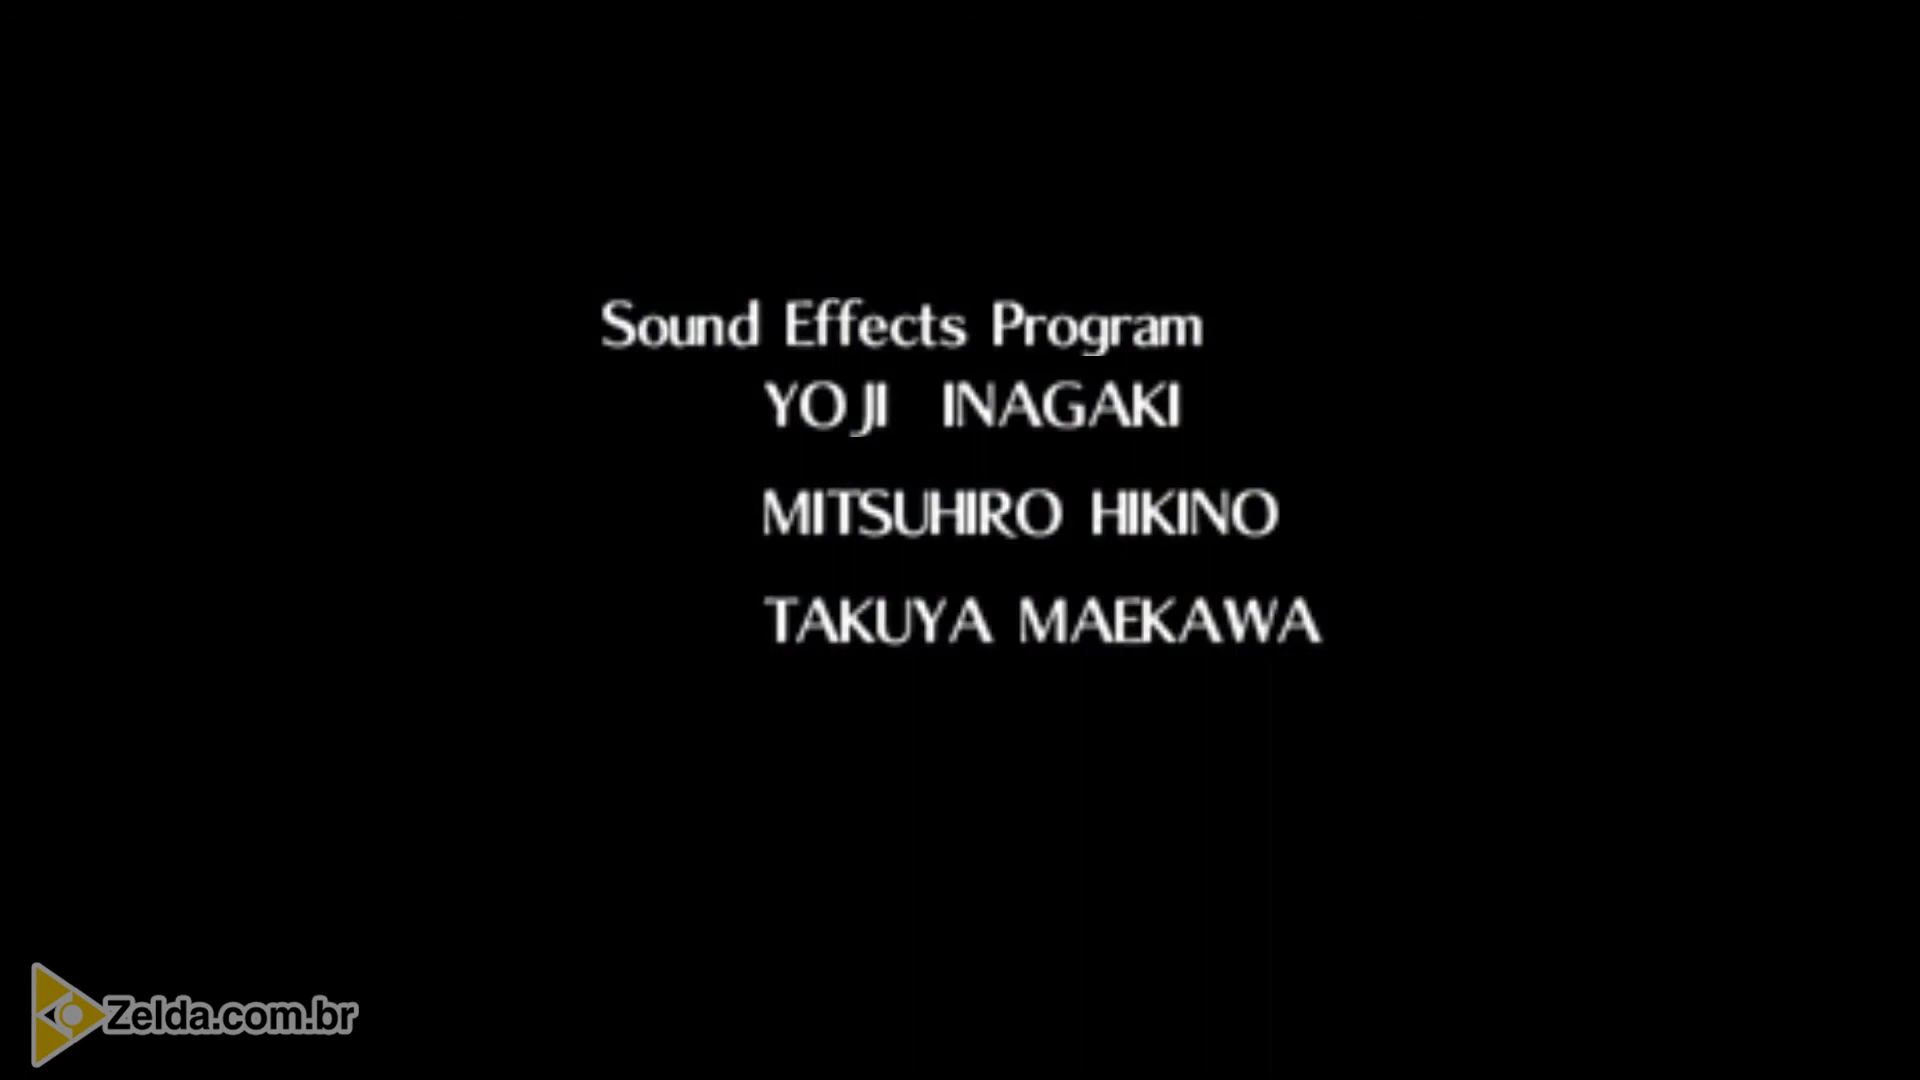 Sound Effects Program
YOJI INAGAKI
MITSUHIRO HIKINO
TAKUYA MAEKAWA
Zelda.com.br